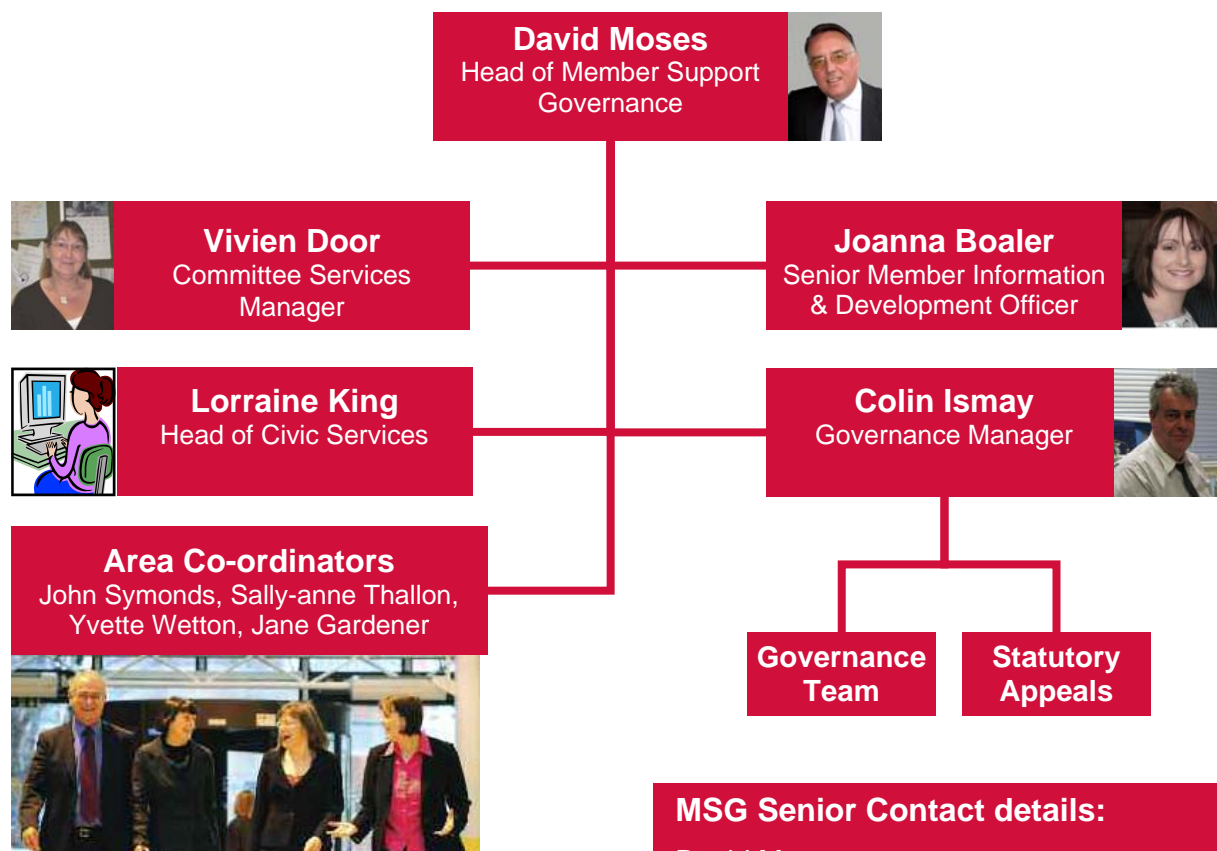 David Moses
Head of Member Support
Governance
Vivien Door
Committee Services
Manager
Joanna Boaler
Senior Member Information
& Development Officer
Lorraine King
Head of Civic Services
Colin Ismay
Governance Manager
Area Co-ordinators
John Symonds, Sally-anne Thallon,
Yvette Wetton, Jane Gardener
Governance
Team
Statutory
Appeals
MSG Senior Contact details: